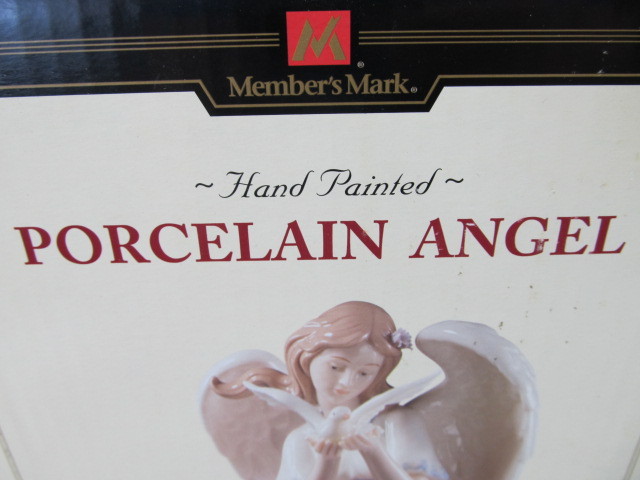 M®
Member's Mark®
~ Hand Painted ~
PORCELAIN ANGEL